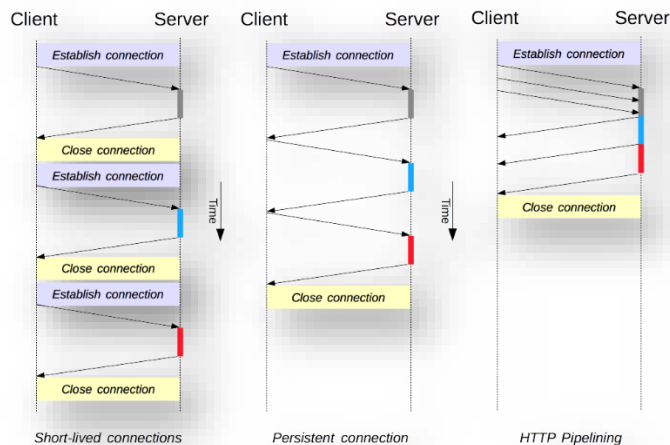 Client Server
Establish connection
Close connection
Establish connection
Close connection
Establish connection
Close connection
Time
Short-lived connections
Client Server
Establish connection
Close connection
Time
Persistent connection
Client Server
Establish connection
Close connection
HTTP Pipelining